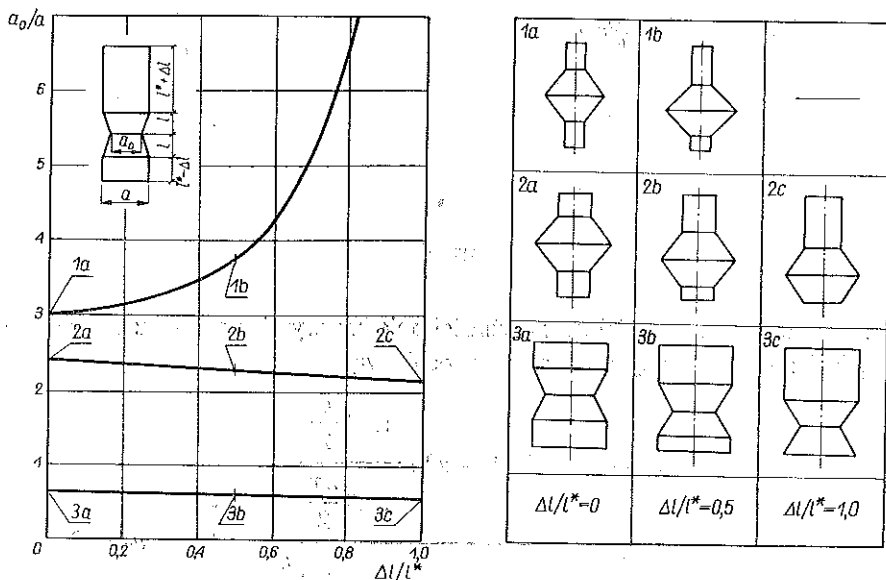 a₀/a
6
5
4
3
2
1
0
0,2
0,4
0,6
0,8
1,0
Δl/l*
l*+Δl
l
l
l*-Δl
a₀
a
1a
1b
2a
2b
2c
3a
3b
3c
1a
1b
2a
2b
2c
3a
3b
3c
Δl/l*=0
Δl/l*=0,5
Δl/l*=1,0